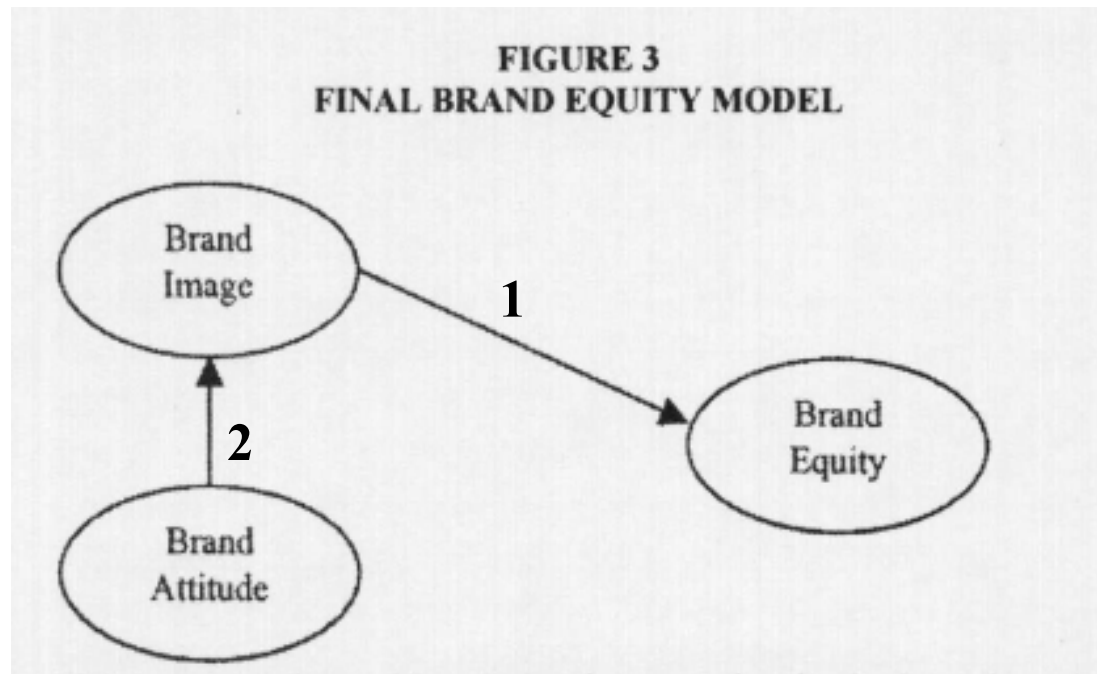 FIGURE 3
FINAL BRAND EQUITY MODEL
Brand
Image
1
Brand
Equity
2
Brand
Attitude